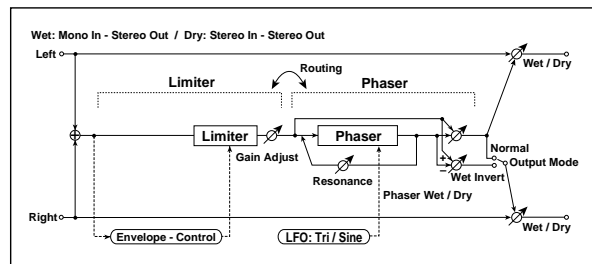 Wet: Mono In - Stereo Out / Dry: Stereo In - Stereo Out
Left
Wet / Dry
Routing
Limiter
Phaser
Limiter
Phaser
Normal
Output Mode
Gain Adjust
+
−
Wet Invert
Resonance
Phaser Wet / Dry
Right
Wet / Dry
Envelope - Control
LFO: Tri / Sine